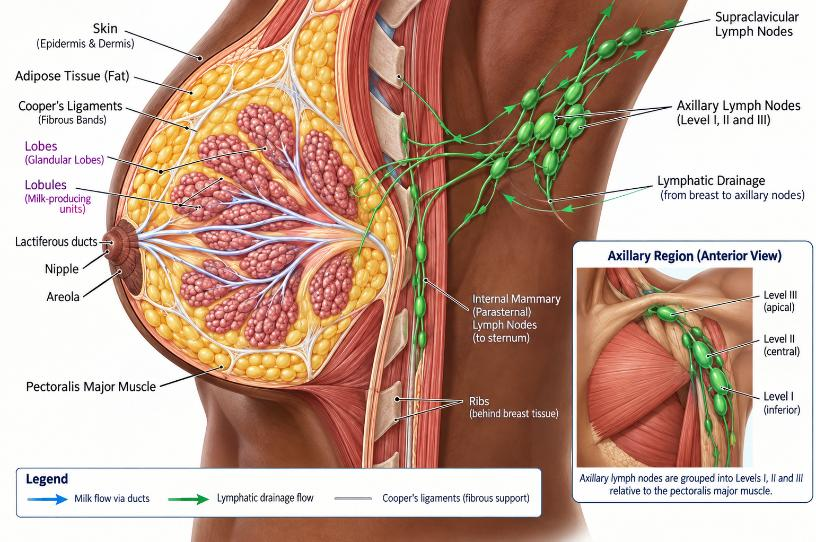 Skin
(Epidermis & Dermis)
Adipose Tissue (Fat)
Cooper's Ligaments
(Fibrous Bands)
Lobes
(Glandular Lobes)
Lobules
(Milk-producing
units)
Lactiferous ducts
Nipple
Areola
Pectoralis Major Muscle
Supraclavicular
Lymph Nodes
Axillary Lymph Nodes
(Level I, II and III)
Lymphatic Drainage
(from breast to axillary nodes)
Internal Mammary
(Parasternal)
Lymph Nodes
(to sternum)
Ribs
(behind breast tissue)
Axillary Region (Anterior View)
Level III
(apical)
Level II
(central)
Level I
(inferior)
Axillary lymph nodes are grouped into Levels I, II and III
relative to the pectoralis major muscle.
Legend
Milk flow via ducts
Lymphatic drainage flow
Cooper's ligaments (fibrous support)